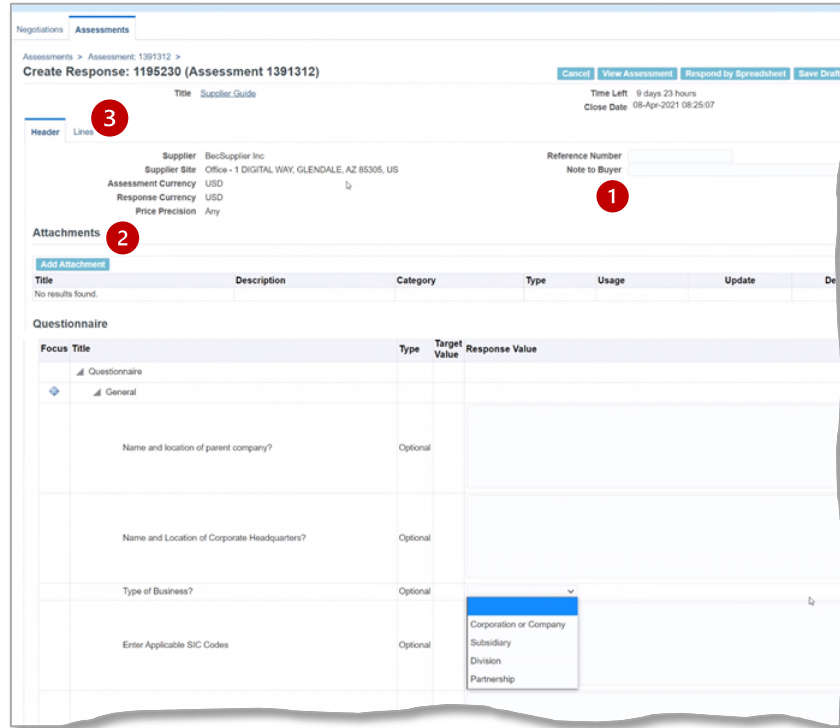 Negotiations Assessments
Assessments > Assessment: 1391312 >
Create Response: 1195230 (Assessment 1391312)
Cancel View Assessment Respond by Spreadsheet Save Draft
Title Supplier Guide
Time Left 9 days 23 hours
Close Date 08-Apr-2021 08:25:07
3
Header Lines
Supplier BecSupplier Inc
Supplier Site Office - 1 DIGITAL WAY, GLENDALE, AZ 85305, US
Assessment Currency USD
Response Currency USD
Price Precision Any
Reference Number
Note to Buyer
1
Attachments 2
Add Attachment
Title Description Category Type Usage Update De
No results found.
Questionnaire
Focus Title Type Target Value Response Value
Questionnaire
General
Name and location of parent company? Optional
Name and Location of Corporate Headquarters? Optional
Type of Business? Optional
Corporation or Company
Enter Applicable SIC Codes Optional
Subsidiary
Division
Partnership